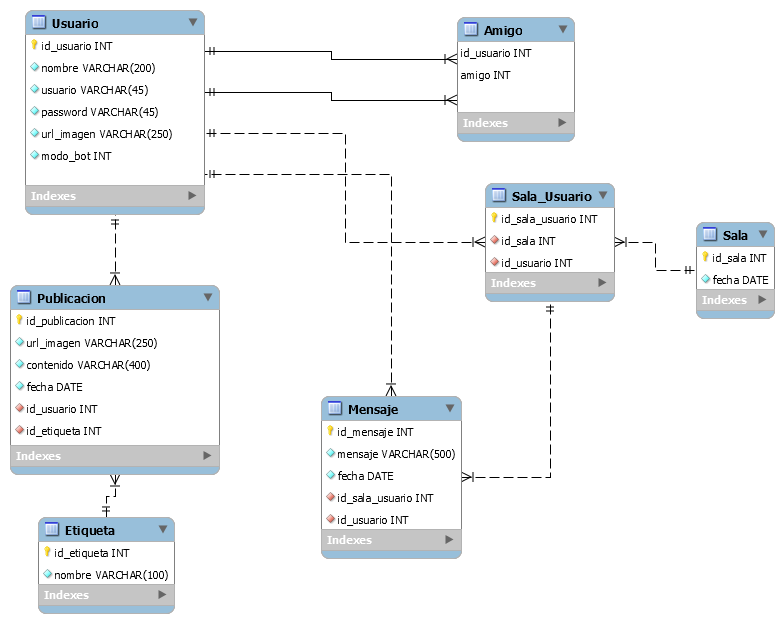 Usuario
id_usuario INT
nombre VARCHAR(200)
usuario VARCHAR(45)
password VARCHAR(45)
url_imagen VARCHAR(250)
modo_bot INT
Indexes
Amigo
id_usuario INT
amigo INT
Indexes
Sala_Usuario
id_sala_usuario INT
id_sala INT
id_usuario INT
Indexes
Sala
id_sala INT
fecha DATE
Indexes
Publicacion
id_publicacion INT
url_imagen VARCHAR(250)
contenido VARCHAR(400)
fecha DATE
id_usuario INT
id_etiqueta INT
Indexes
Mensaje
id_mensaje INT
mensaje VARCHAR(500)
fecha DATE
id_sala_usuario INT
id_usuario INT
Indexes
Etiqueta
id_etiqueta INT
nombre VARCHAR(100)
Indexes